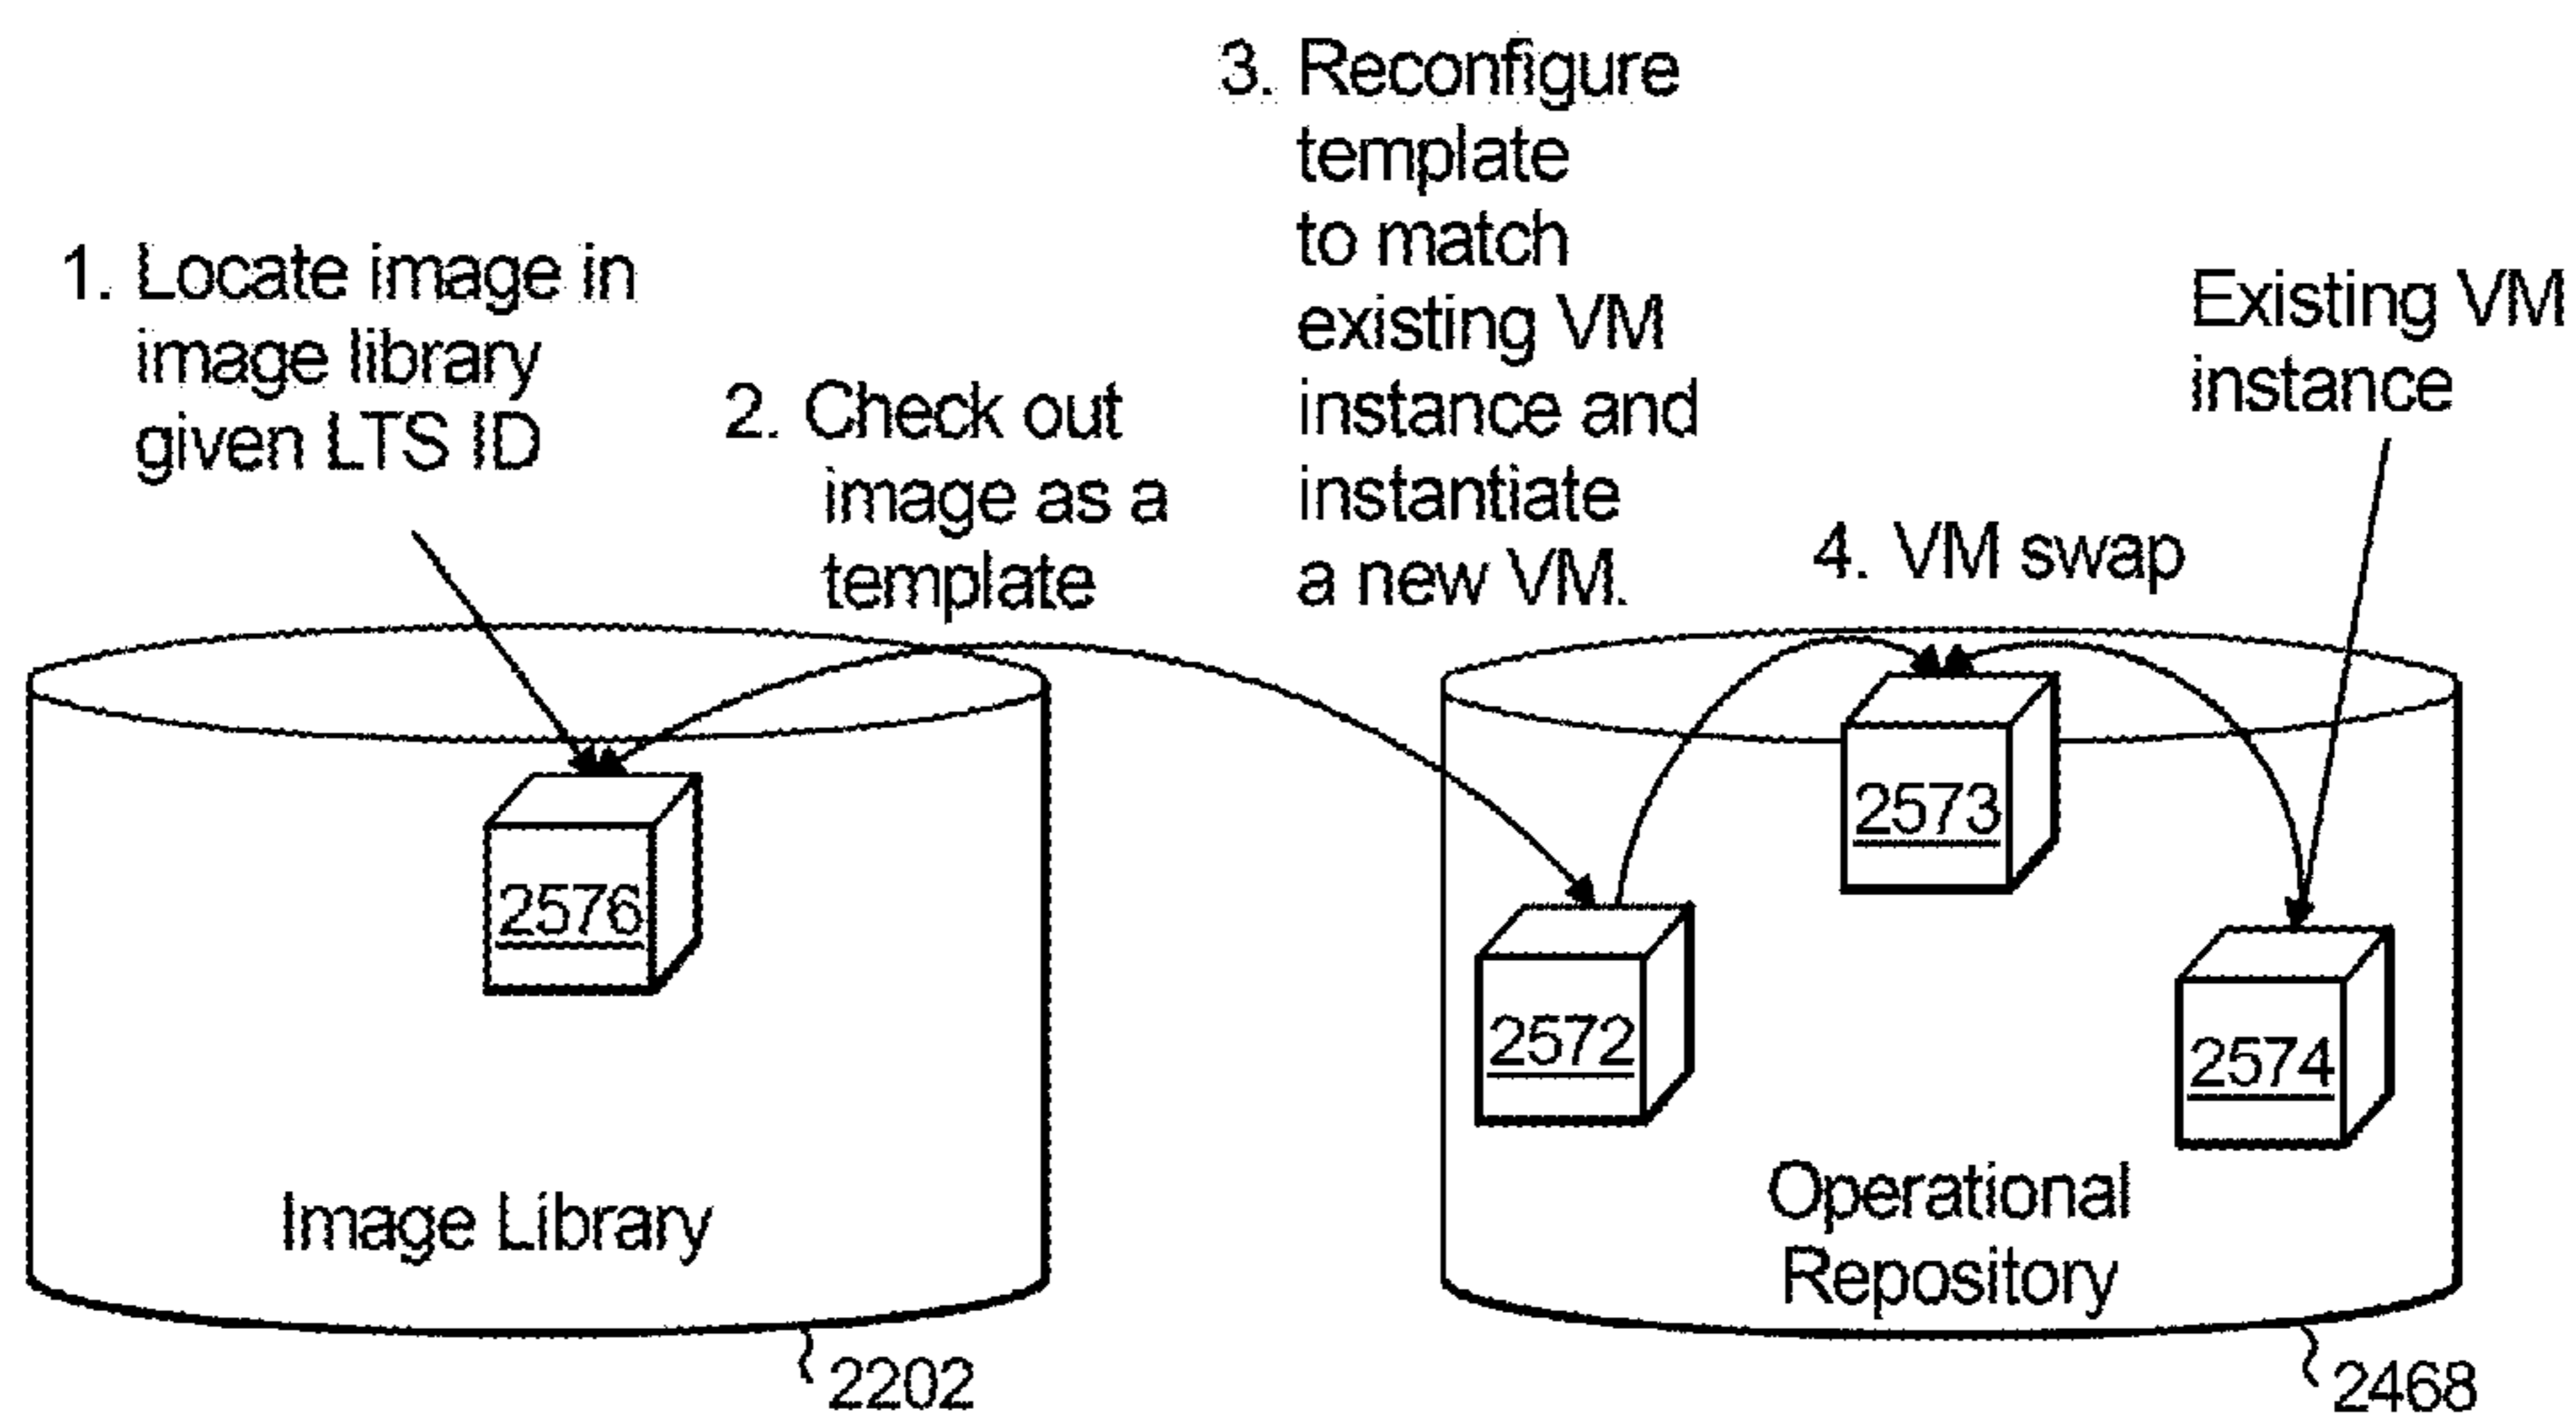 1. Locate image in
image library
given LTS ID
2. Check out
image as a
template
3. Reconfigure
template
to match
existing VM
instance and
instantiate
a new VM.
4. VM swap
Existing VM
instance
2576
2573
2572
2574
Image Library
Operational
Repository
2202
2468